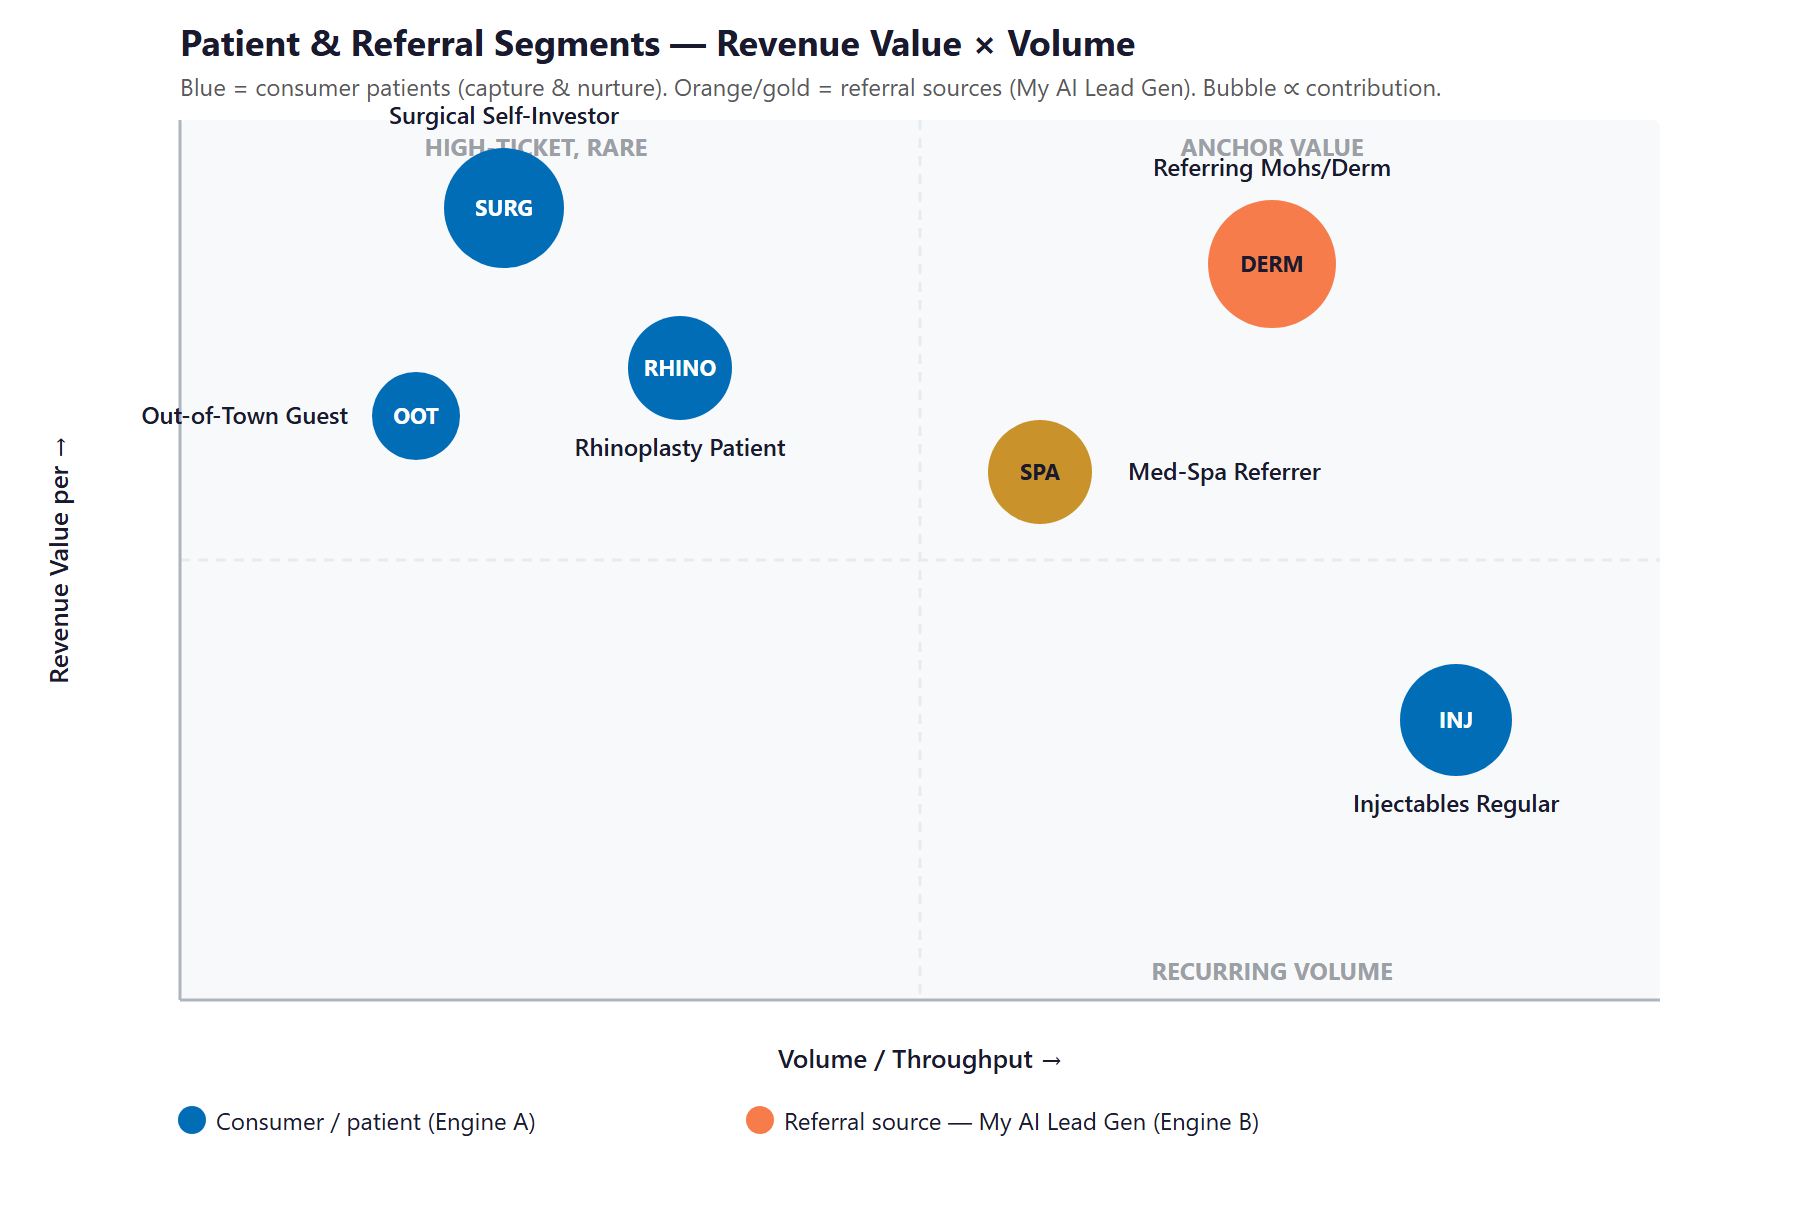 Patient & Referral Segments — Revenue Value × Volume
Blue = consumer patients (capture & nurture). Orange/gold = referral sources (My AI Lead Gen). Bubble ∝ contribution.
Surgical Self-Investor
HIGH-TICKET, RARE
ANCHOR VALUE
Referring Mohs/Derm
SURG
DERM
RHINO
OOT
Out-of-Town Guest
Rhinoplasty Patient
SPA
Med-Spa Referrer
Revenue Value per →
INJ
Injectables Regular
RECURRING VOLUME
Volume / Throughput →
Consumer / patient (Engine A)
Referral source — My AI Lead Gen (Engine B)